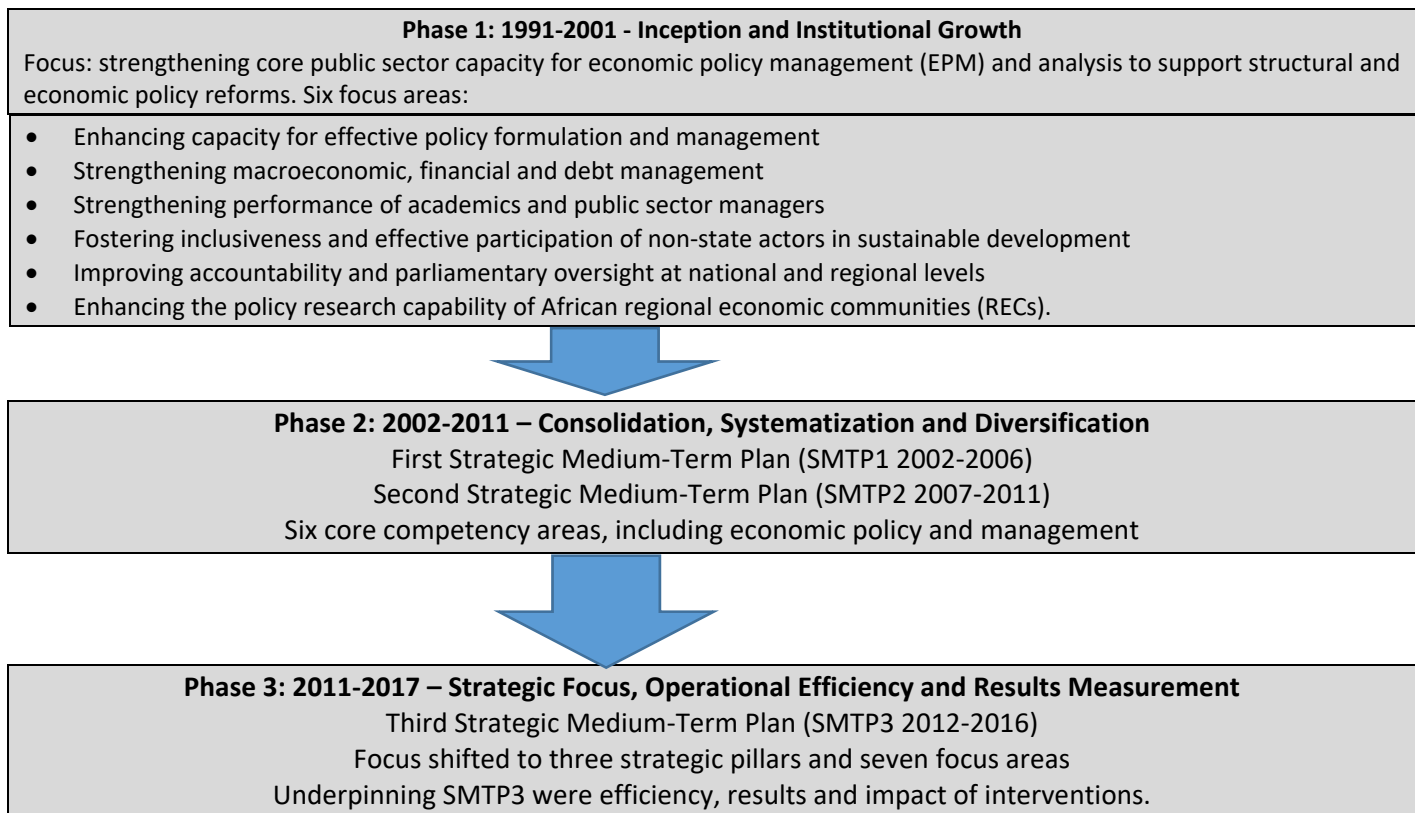 Phase 1: 1991-2001 - Inception and Institutional Growth
Focus: strengthening core public sector capacity for economic policy management (EPM) and analysis to support structural and
economic policy reforms. Six focus areas:
• Enhancing capacity for effective policy formulation and management
• Strengthening macroeconomic, financial and debt management
• Strengthening performance of academics and public sector managers
• Fostering inclusiveness and effective participation of non-state actors in sustainable development
• Improving accountability and parliamentary oversight at national and regional levels
• Enhancing the policy research capability of African regional economic communities (RECs).
Phase 2: 2002-2011 – Consolidation, Systematization and Diversification
First Strategic Medium-Term Plan (SMTP1 2002-2006)
Second Strategic Medium-Term Plan (SMTP2 2007-2011)
Six core competency areas, including economic policy and management
Phase 3: 2011-2017 – Strategic Focus, Operational Efficiency and Results Measurement
Third Strategic Medium-Term Plan (SMTP3 2012-2016)
Focus shifted to three strategic pillars and seven focus areas
Underpinning SMTP3 were efficiency, results and impact of interventions.